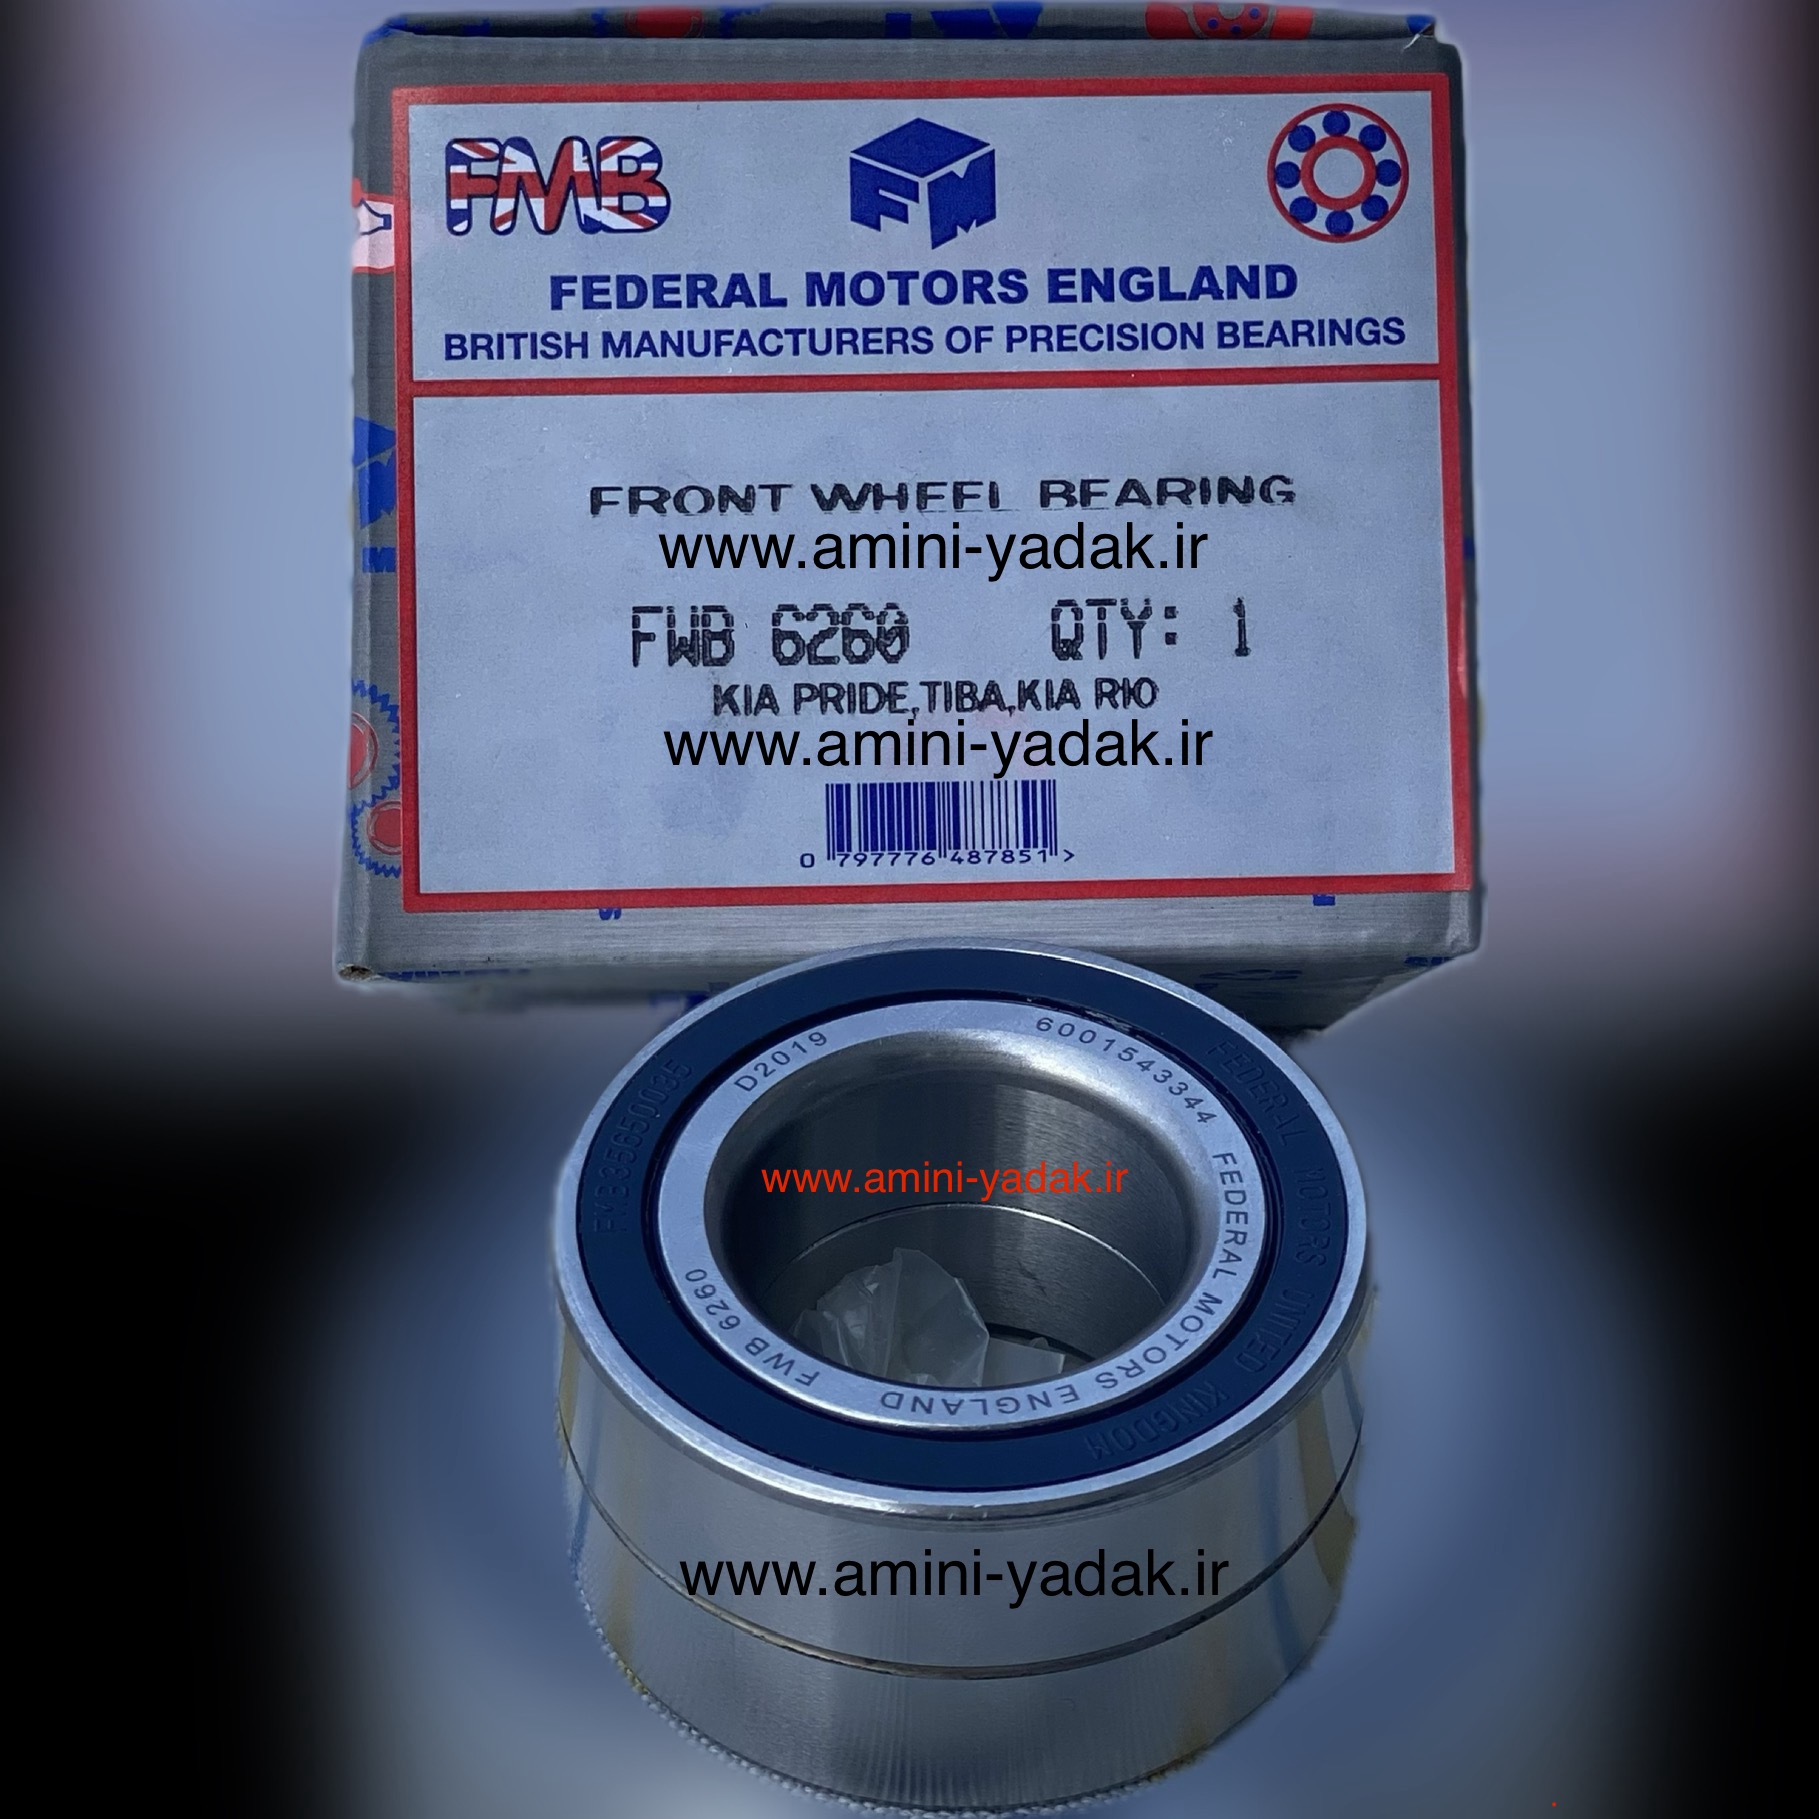 FMB
FM
FEDERAL MOTORS ENGLAND
BRITISH MANUFACTURERS OF PRECISION BEARINGS
FRONT WHEEL BEARING
www.amini-yadak.ir
FWB 6260 QTY: 1
KIA PRIDE,TIBA,KIA RIO
www.amini-yadak.ir
0 797776 487851 >
D2019
6001543344
FEDERAL MOTORS ENGLAND
FWB 6260
FMB35650035
FEDERAL MOTORS UNITED KINGDOM
www.amini-yadak.ir
www.amini-yadak.ir